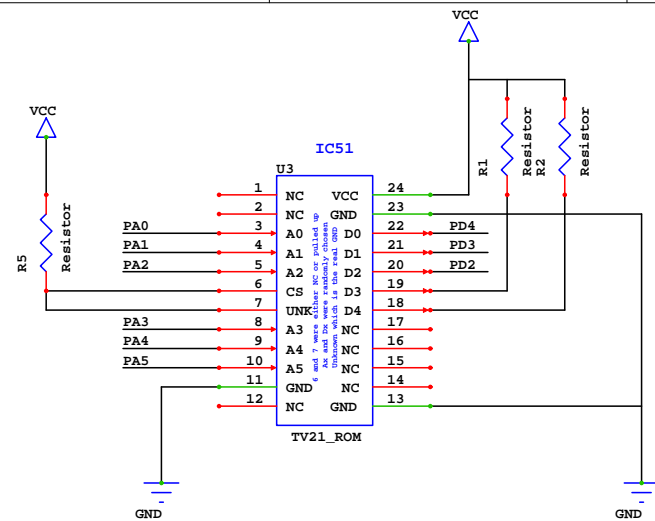 VCC
VCC
IC51
U3
R1
Resistor
R2
Resistor
R5
Resistor
1 NC VCC 24
2 NC GND 23
PA0 3 A0 D0 22 PD4
PA1 4 A1 D1 21 PD3
PA2 5 A2 D2 20 PD2
6 CS D3 19
7 UNK D4 18
PA3 8 A3 NC 17
PA4 9 A4 NC 16
PA5 10 A5 NC 15
11 GND NC 14
12 NC GND 13
6 and 7 were either NC or pulled up
Ax and Dx were randomly chosen
Unknown which is the real GND
TV21_ROM
GND
GND